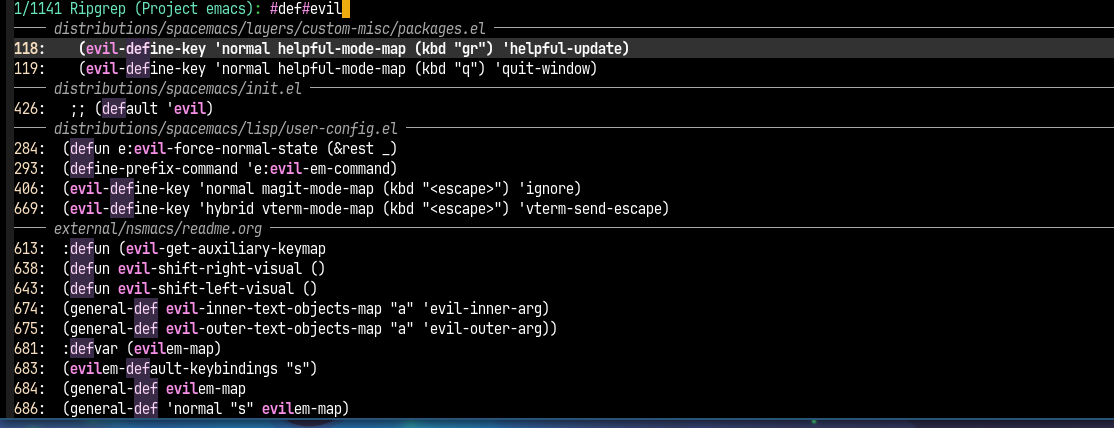 1/1141 Ripgrep (Project emacs): #def#evil
distributions/spacemacs/layers/custom-misc/packages.el
118: (evil-define-key 'normal helpful-mode-map (kbd "gr") 'helpful-update)
119: (evil-define-key 'normal helpful-mode-map (kbd "q") 'quit-window)
distributions/spacemacs/init.el
426: ;; (default 'evil)
distributions/spacemacs/lisp/user-config.el
284: (defun e:evil-force-normal-state (&rest _)
293: (define-prefix-command 'e:evil-em-command)
406: (evil-define-key 'normal magit-mode-map (kbd "<escape>") 'ignore)
669: (evil-define-key 'hybrid vterm-mode-map (kbd "<escape>") 'vterm-send-escape)
external/nsmacs/readme.org
613: :defun (evil-get-auxiliary-keymap
638: (defun evil-shift-right-visual ()
643: (defun evil-shift-left-visual ()
674: (general-def evil-inner-text-objects-map "a" 'evil-inner-arg)
675: (general-def evil-outer-text-objects-map "a" 'evil-outer-arg))
681: :defvar (evilem-map)
683: (evilem-default-keybindings "s")
684: (general-def evilem-map
686: (general-def 'normal "s" evilem-map)